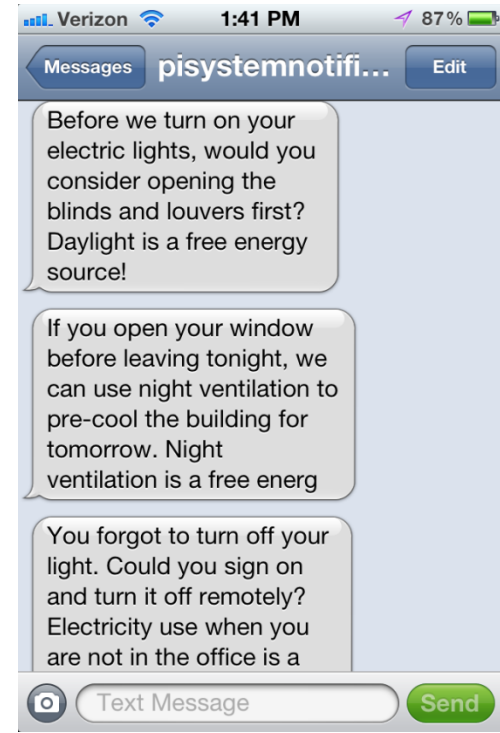 Verizon 1:41 PM 87%
Messages pisystemnotifi... Edit
Before we turn on your
electric lights, would you
consider opening the
blinds and louvers first?
Daylight is a free energy
source!
If you open your window
before leaving tonight, we
can use night ventilation to
pre-cool the building for
tomorrow. Night
ventilation is a free energ
You forgot to turn off your
light. Could you sign on
and turn it off remotely?
Electricity use when you
are not in the office is a
Text Message Send